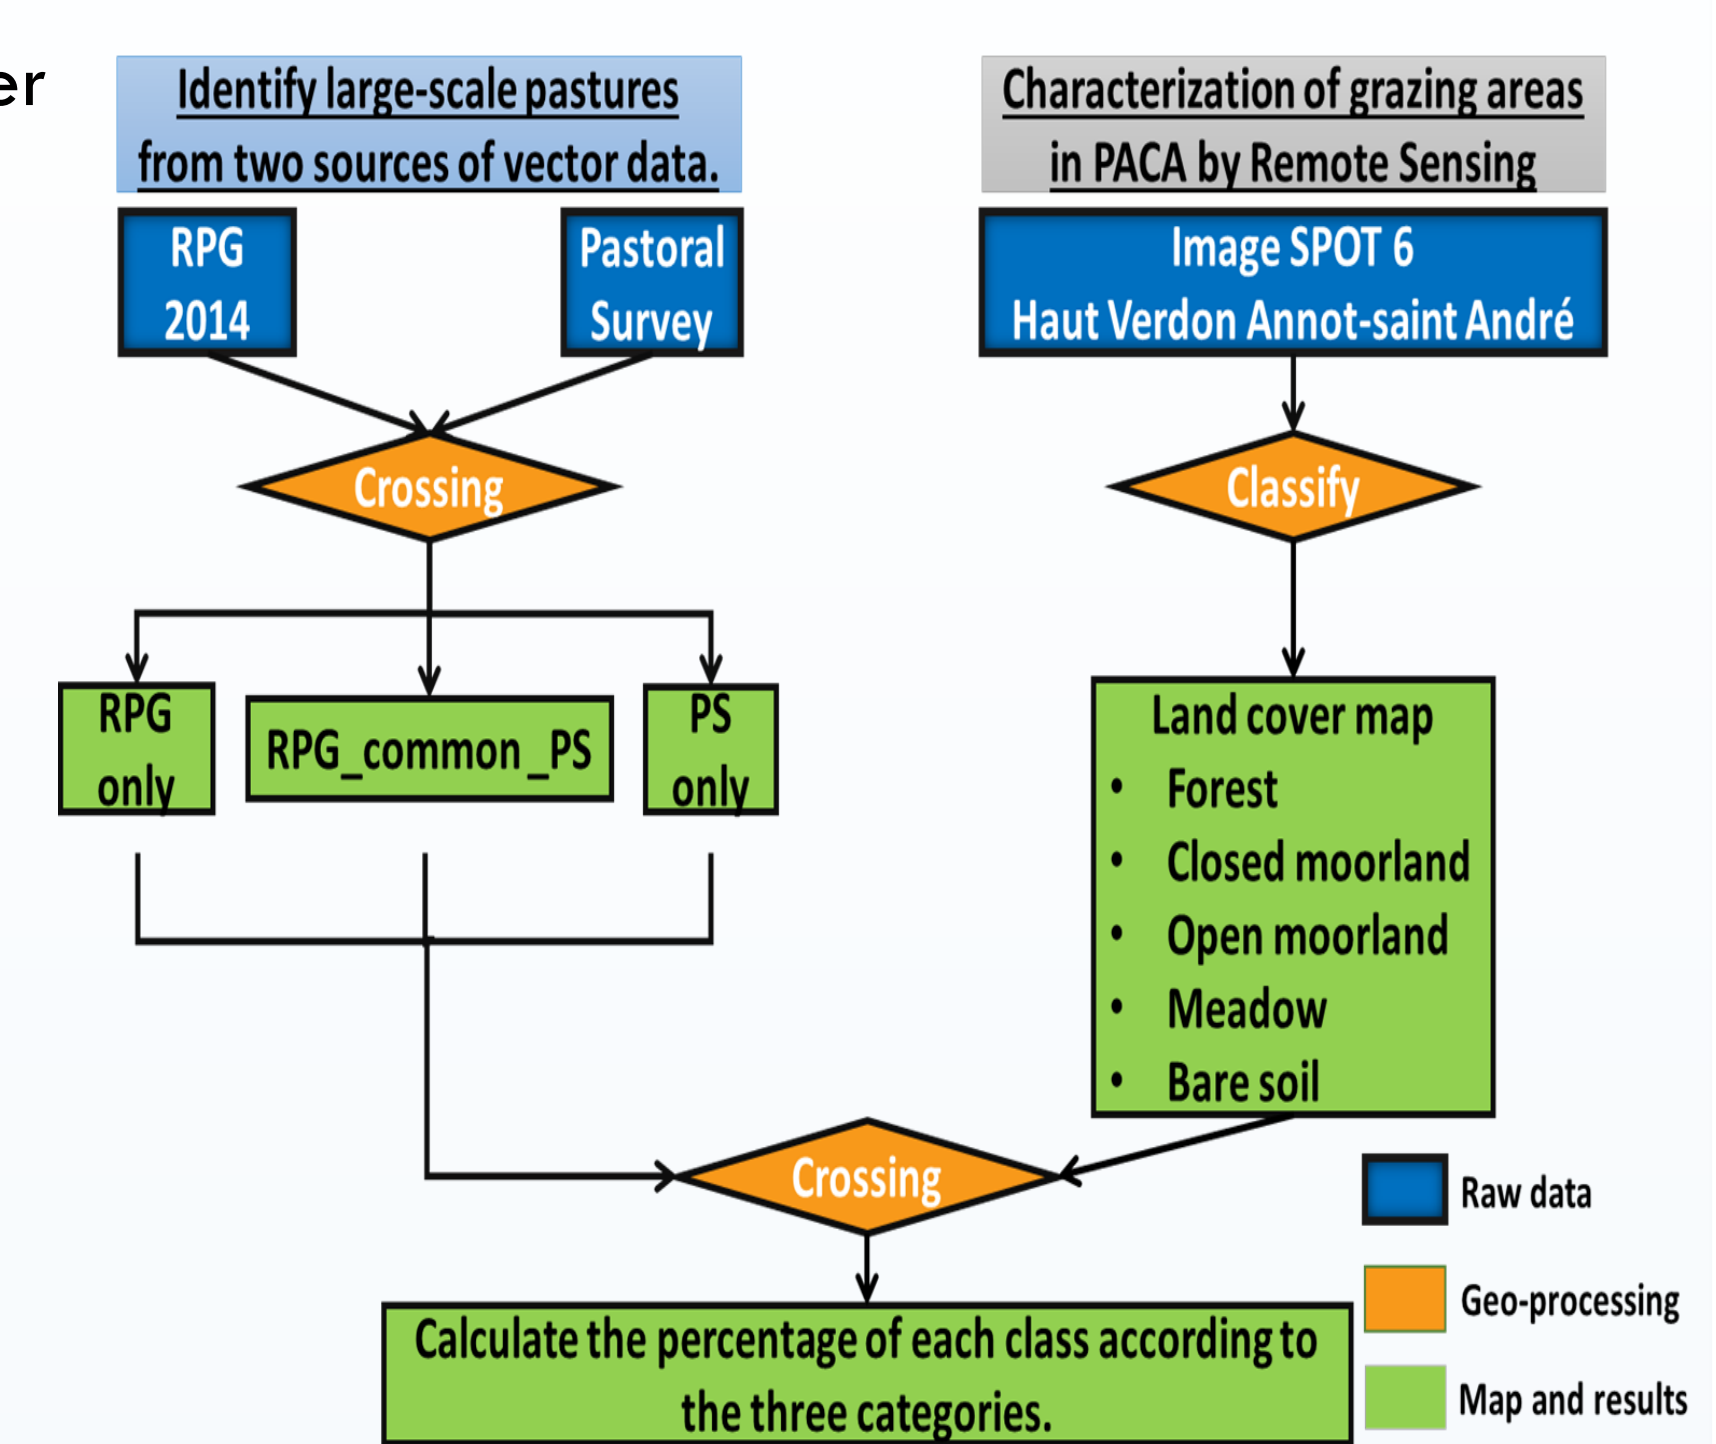 er
Identify large-scale pastures
from two sources of vector data.
RPG
2014
Pastoral
Survey
Crossing
RPG
only
RPG_common_PS
PS
only
Characterization of grazing areas
in PACA by Remote Sensing
Image SPOT 6
Haut Verdon Annot-saint André
Classify
Land cover map
• Forest
• Closed moorland
• Open moorland
• Meadow
• Bare soil
Crossing
Calculate the percentage of each class according to
the three categories.
Raw data
Geo-processing
Map and results